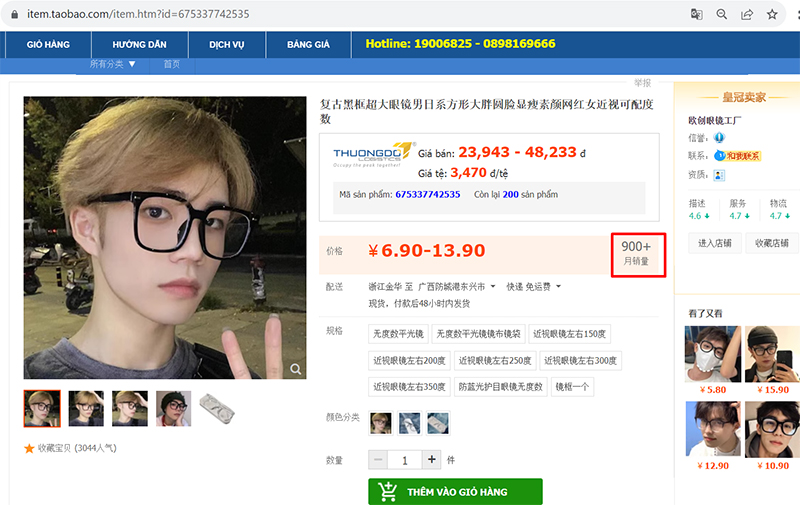 item.taobao.com/item.htm?id=675337742535
GIỎ HÀNG
HƯỚNG DẪN
DỊCH VỤ
BẢNG GIÁ
Hotline: 19006825 - 0898169666
所有分类 ▼
首页
举报
复古黑框超大眼镜男日系方形大胖圆脸显瘦素颜网红女近视可配度
数
THUONGDO
LOGISTICS
Occupy the peak together!
Giá bán: 23,943 - 48,233 đ
Giá tệ: 3,470 đ/tệ
Mã sản phẩm: 675337742535 Còn lại 200 sản phẩm
价格
¥6.90-13.90
900+
月销量
配送
浙江金华 至 广西防城港东兴市
快递 免运费
现货，付款后48小时内发货
规格
无度数平光镜
无度数平光镜镜布镜袋
近视眼镜左右150度
近视眼镜左右200度
近视眼镜左右250度
近视眼镜左右300度
近视眼镜左右350度
防蓝光护目眼镜无度数
镜框一个
颜色分类
数量
− 1 + 件
THÊM VÀO GIỎ HÀNG
收藏宝贝 (3044人气)
皇冠卖家
欧创眼镜工厂
信誉：
联系： 和我联系
资质：
描述 服务 物流
4.6 4.7 4.7
进入店铺
收藏店铺
看了又看
¥5.80
¥15.90
¥12.90
¥10.90